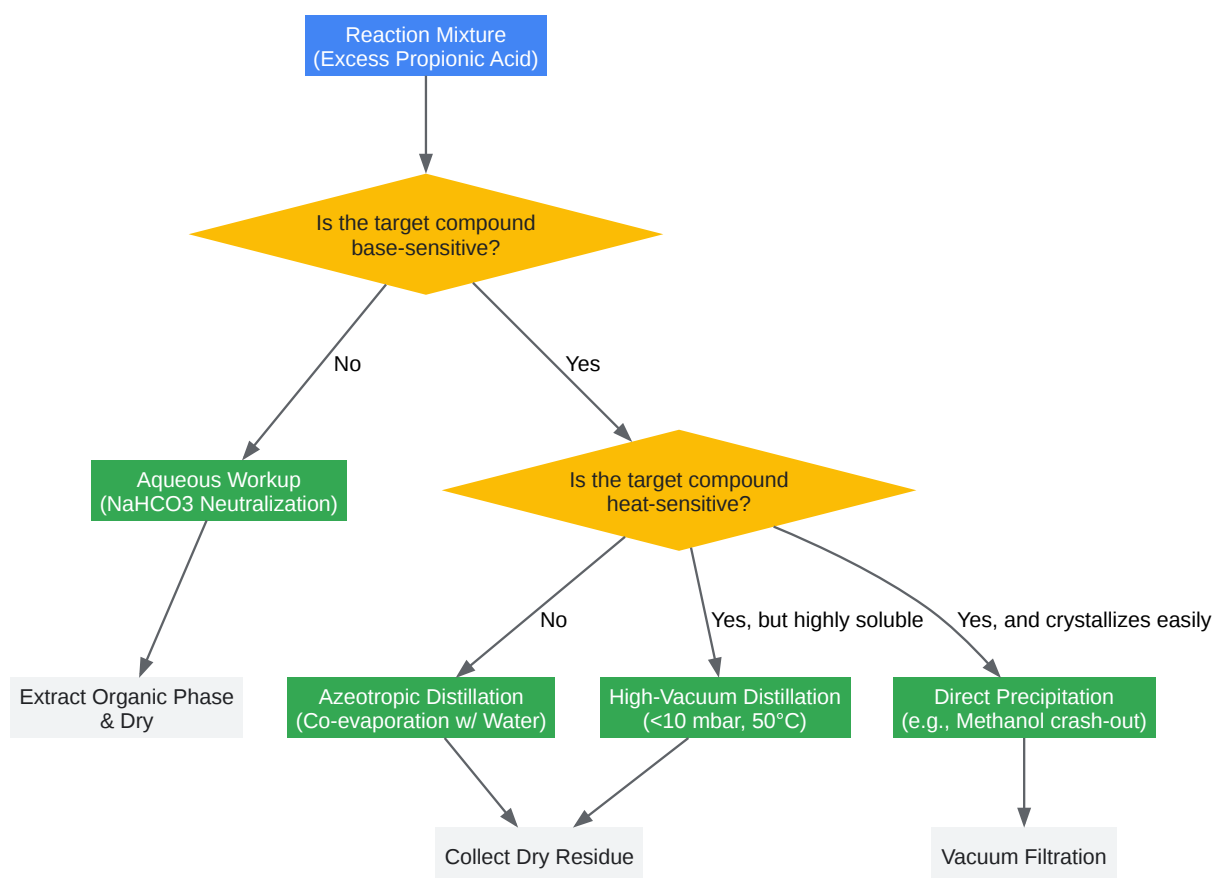 Reaction Mixture
(Excess Propionic Acid)
Is the target compound
base-sensitive?
No
Yes
Aqueous Workup
(NaHCO3 Neutralization)
Is the target compound
heat-sensitive?
No
Yes, but highly soluble
Yes, and crystallizes easily
Extract Organic Phase
& Dry
Azeotropic Distillation
(Co-evaporation w/ Water)
High-Vacuum Distillation
(<10 mbar, 50°C)
Direct Precipitation
(e.g., Methanol crash-out)
Collect Dry Residue
Vacuum Filtration